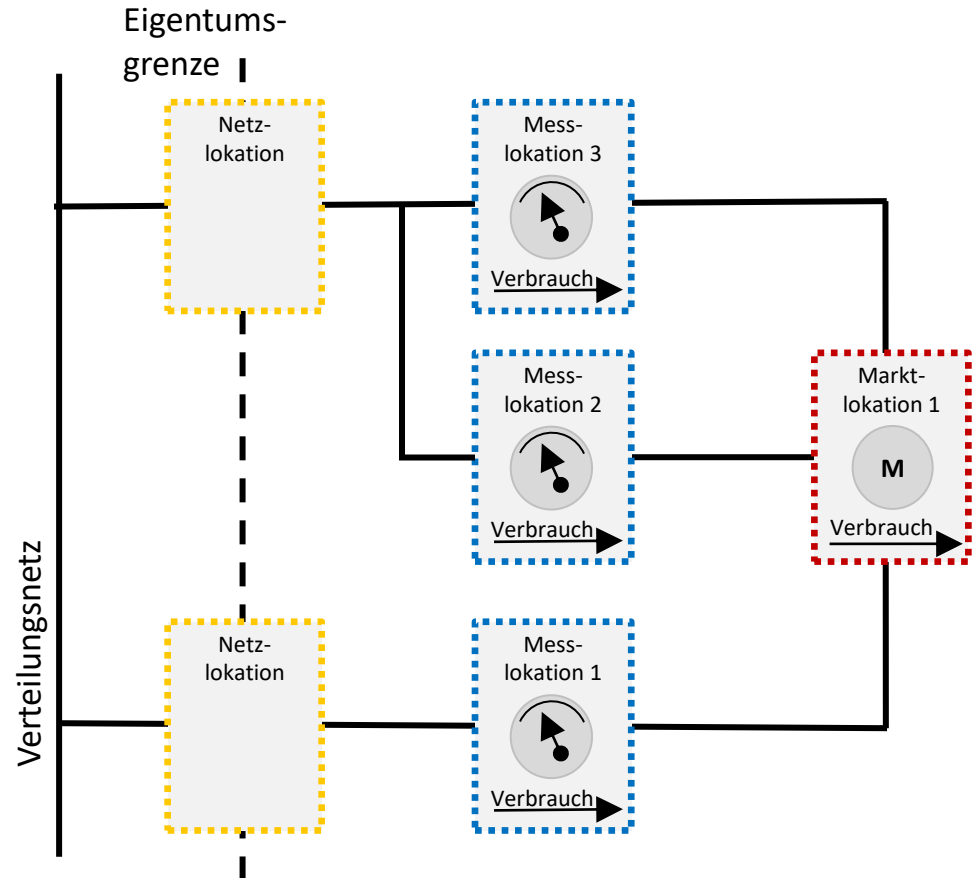 Eigentums-
grenze
Netz-
lokation
Mess-
lokation 3
Verbrauch
Mess-
lokation 2
Verbrauch
Markt-
lokation 1
M
Verbrauch
Verteilungsnetz
Netz-
lokation
Mess-
lokation 1
Verbrauch